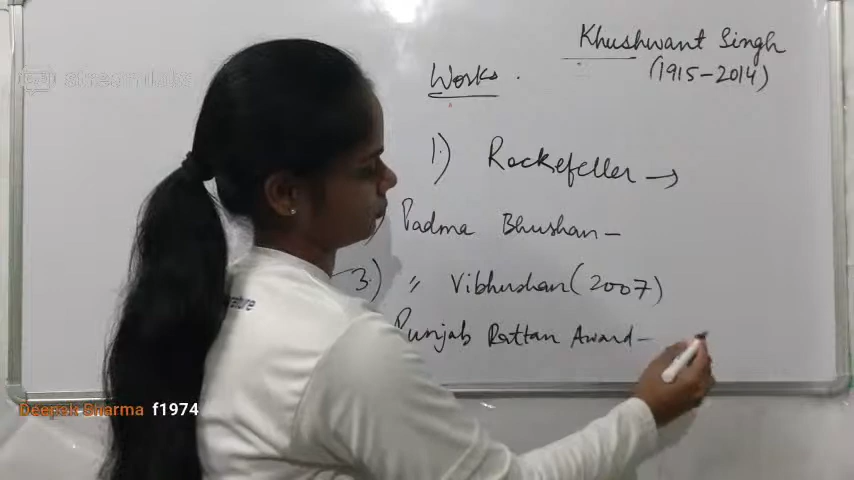 Khushwant Singh
(1915-2014)
streamlabs
Works .
1.) Rockefeller →
) Padma Bhushan -
3.) " Vibhushan (2007)
Punjab Rattan Award -
Deepak Sharma f1974